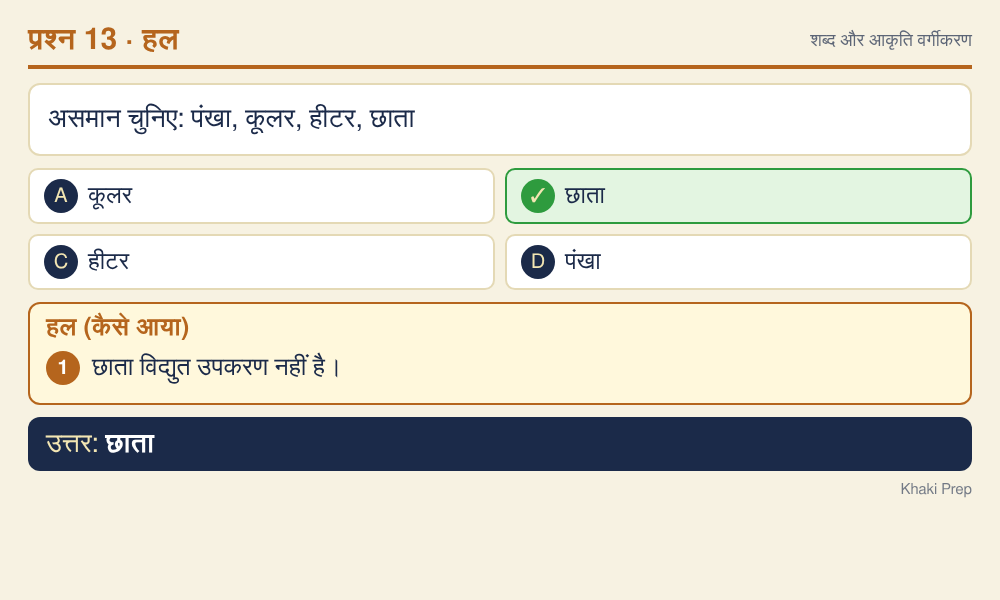 प्रश्न 13 · हल
शब्द और आकृति वर्गीकरण
असमान चुनिए: पंखा, कूलर, हीटर, छाता
A कूलर
✓ छाता
C हीटर
D पंखा
हल (कैसे आया)
1 छाता विद्युत उपकरण नहीं है।
उत्तर: छाता
Khaki Prep